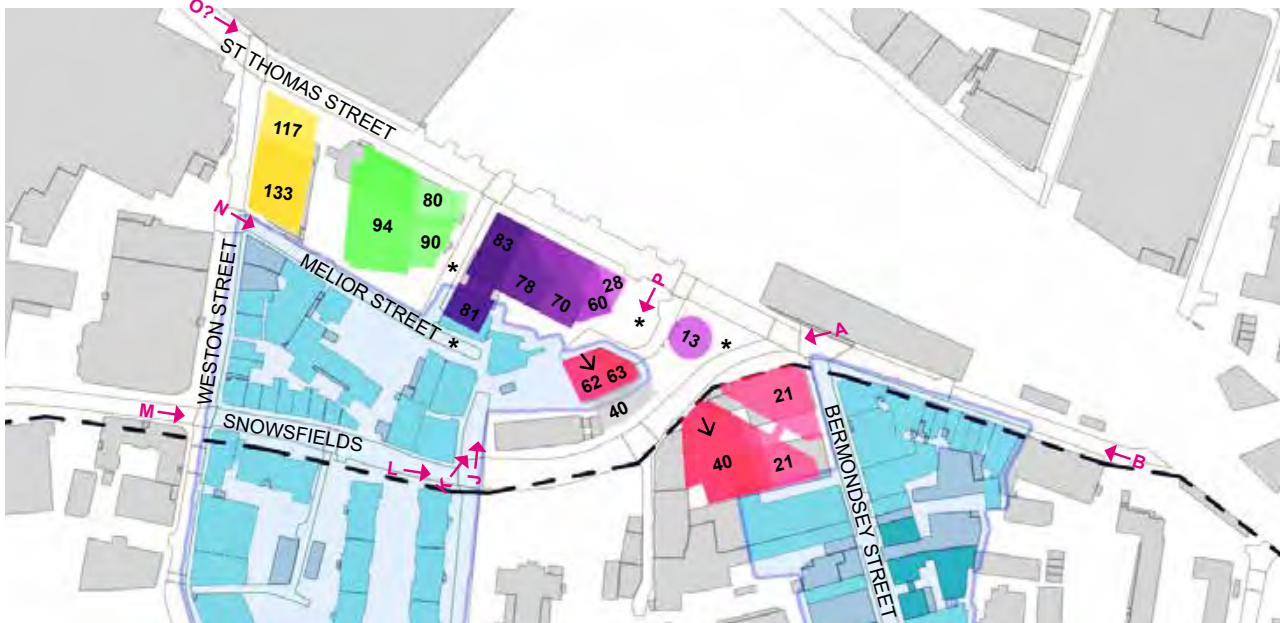 O?
ST THOMAS STREET
117
133
80
94
90
N
WESTON STREET
MELIOR STREET
*
83
78
70
60
28
81
*
P
*
13
*
A
62 63
40
21
40
21
M
SNOWSFIELDS
L
K
J
BERMONDSEY STREET
B